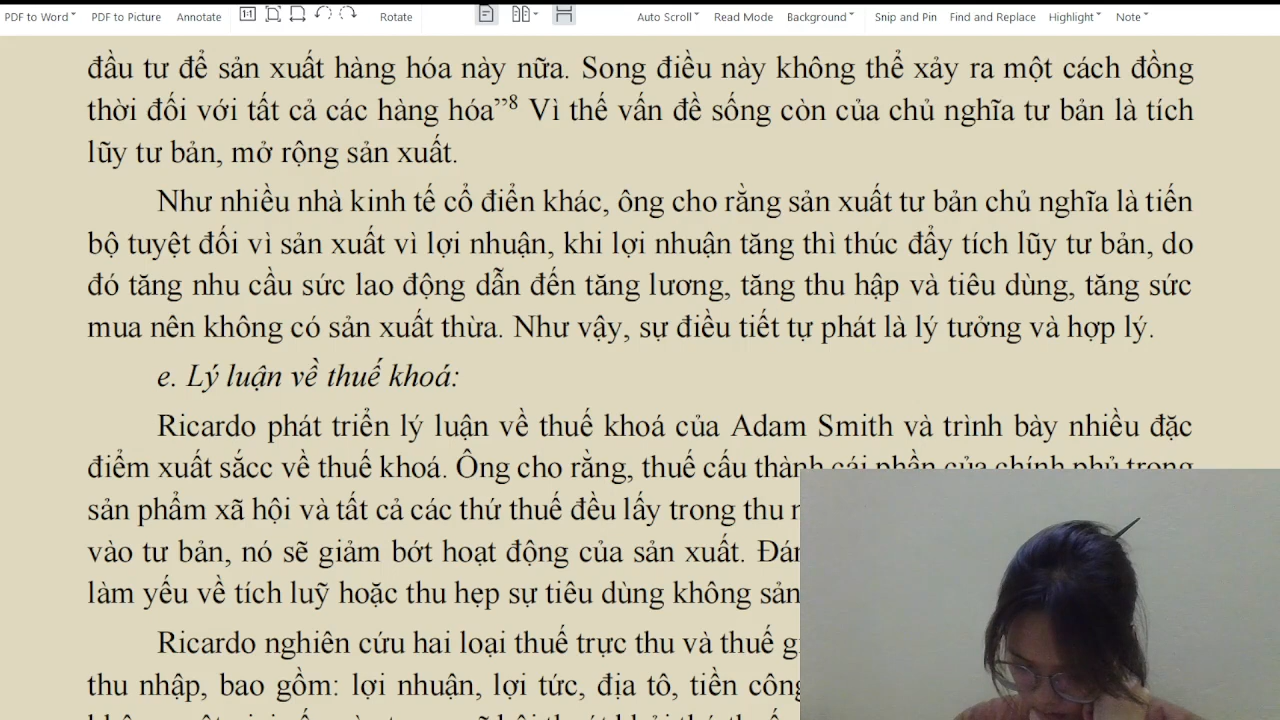 PDF to Word PDF to Picture Annotate 1:1 Rotate Auto Scroll Read Mode Background Snip and Pin Find and Replace Highlight Note
đầu tư để sản xuất hàng hóa này nữa. Song điều này không thể xảy ra một cách đồng
thời đối với tất cả các hàng hóa”8 Vì thế vấn đề sống còn của chủ nghĩa tư bản là tích
lũy tư bản, mở rộng sản xuất.
Như nhiều nhà kinh tế cổ điển khác, ông cho rằng sản xuất tư bản chủ nghĩa là tiến
bộ tuyệt đối vì sản xuất vì lợi nhuận, khi lợi nhuận tăng thì thúc đẩy tích lũy tư bản, do
đó tăng nhu cầu sức lao động dẫn đến tăng lương, tăng thu hập và tiêu dùng, tăng sức
mua nên không có sản xuất thừa. Như vậy, sự điều tiết tự phát là lý tưởng và hợp lý.
e. Lý luận về thuế khoá:
Ricardo phát triển lý luận về thuế khoá của Adam Smith và trình bày nhiều đặc
điểm xuất sắcc về thuế khoá. Ông cho rằng, thuế cấu thành cái phần của chính phủ trong
sản phẩm xã hội và tất cả các thứ thuế đều lấy trong thu
vào tư bản, nó sẽ giảm bớt hoạt động của sản xuất.
làm yếu về tích luỹ hoặc thu hẹp sự tiêu dùng không sản
Ricardo nghiên cứu hai loại thuế trực thu và thuế
thu nhập, bao gồm: lợi nhuận, lợi tức, địa tô, tiền công